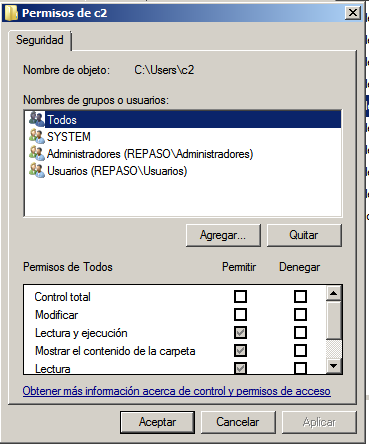 Permisos de c2
Seguridad
Nombre de objeto: C:\Users\c2
Nombres de grupos o usuarios:
Todos
SYSTEM
Administradores (REPASO\Administradores)
Usuarios (REPASO\Usuarios)
Agregar... Quitar
Permisos de Todos Permitir Denegar
Control total
Modificar
Lectura y ejecución
Mostrar el contenido de la carpeta
Lectura
Obtener más información acerca de control y permisos de acceso
Aceptar Cancelar Aplicar